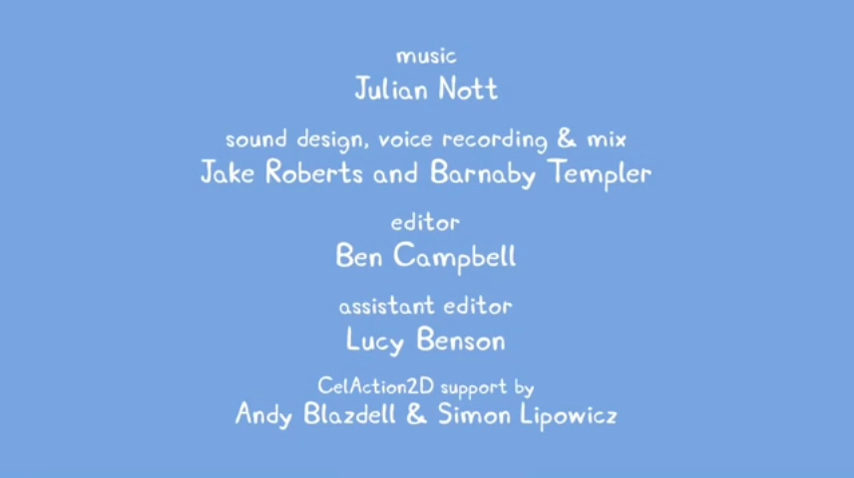 music
Julian Nott
sound design, voice recording & mix
Jake Roberts and Barnaby Templer
editor
Ben Campbell
assistant editor
Lucy Benson
CelAction2D support by
Andy Blazdell & Simon Lipowicz